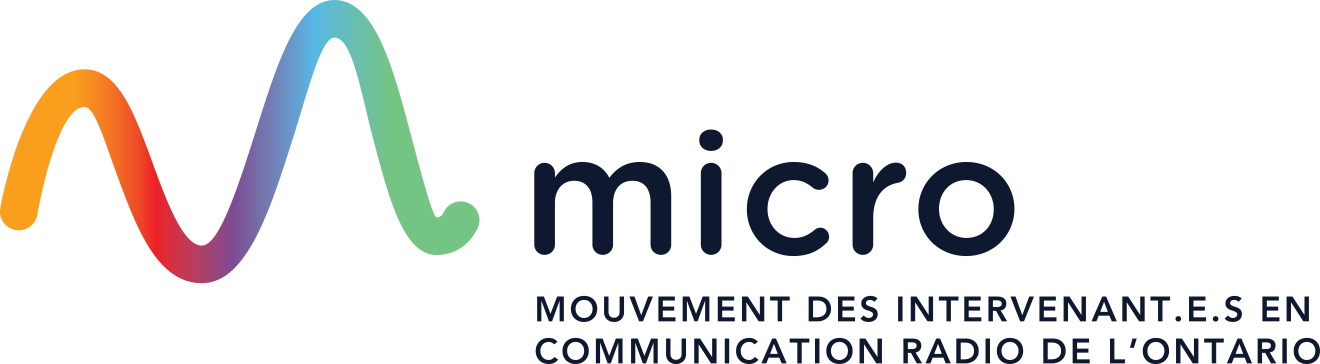 micro
MOUVEMENT DES INTERVENANT.E.S EN
COMMUNICATION RADIO DE L’ONTARIO